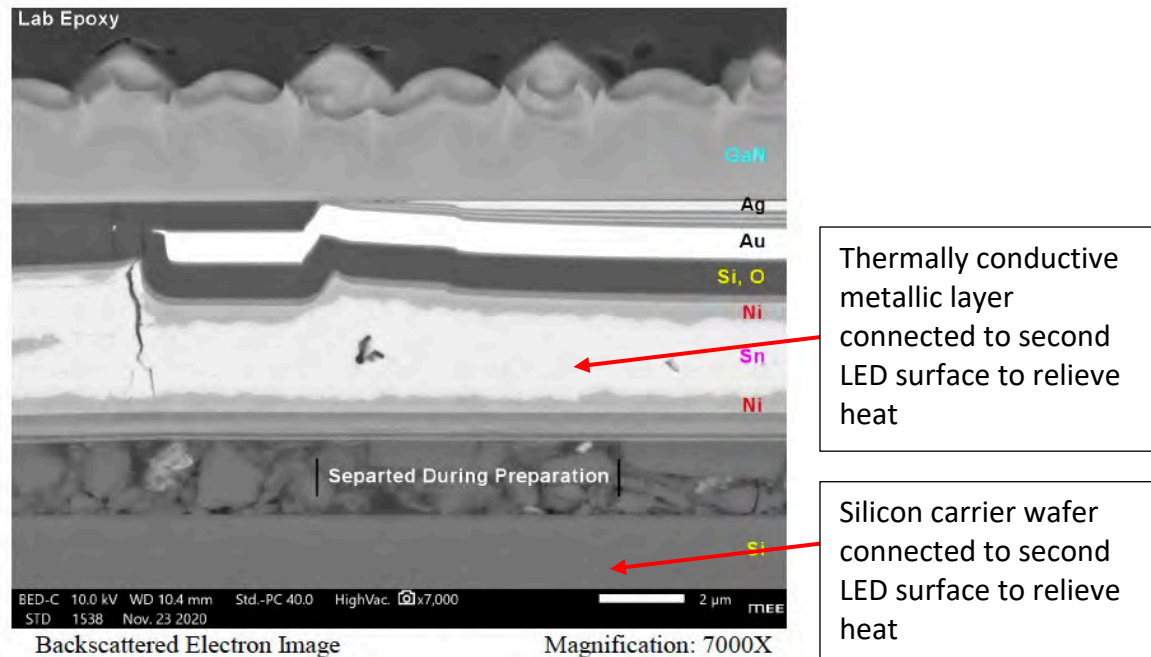 Lab Epoxy
GaN
Ag
Au
Si, O
Ni
Sn
Ni
Separted During Preparation
Si
BED-C 10.0 kV WD 10.4 mm Std.-PC 40.0 HighVac. x7,000 2 μm mee
STD 1538 Nov. 23 2020
Backscattered Electron Image Magnification: 7000X
Thermally conductive
metallic layer
connected to second
LED surface to relieve
heat
Silicon carrier wafer
connected to second
LED surface to relieve
heat